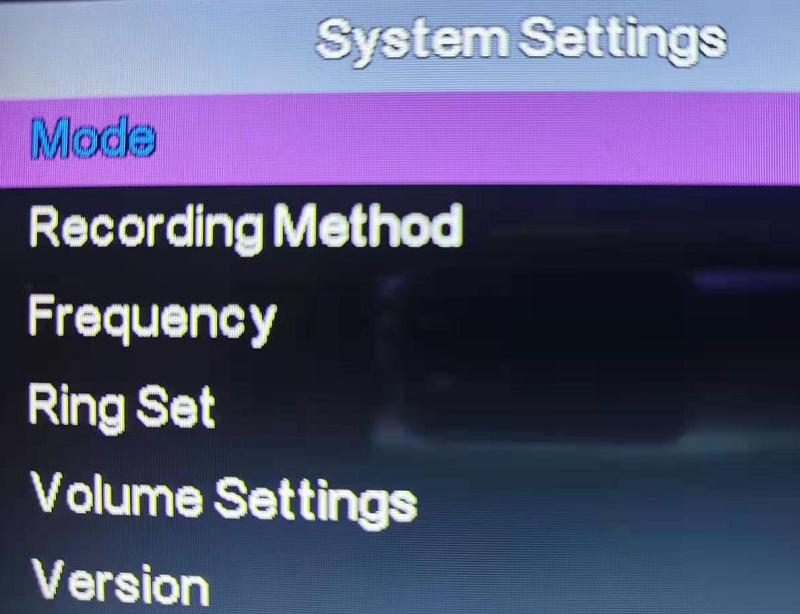 System Settings
Mode
Recording Method
Frequency
Ring Set
Volume Settings
Version